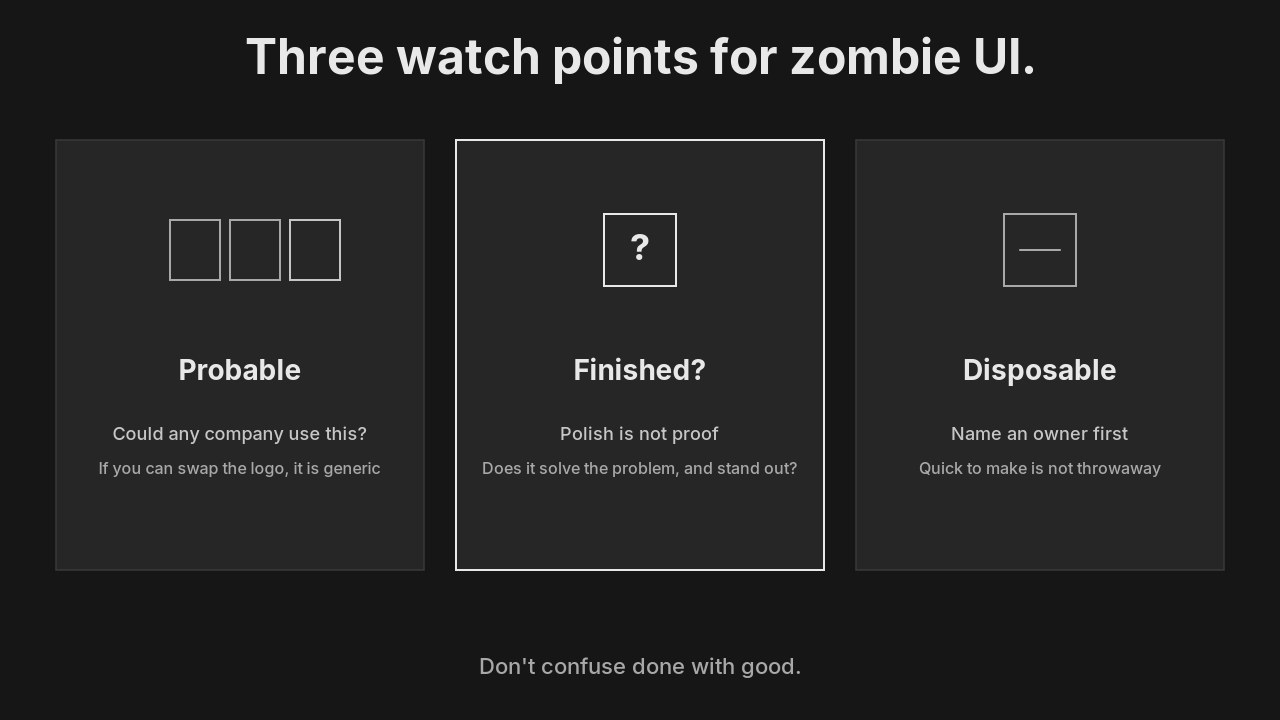 Three watch points for zombie UI.
?
Probable
Could any company use this?
If you can swap the logo, it is generic
Finished?
Polish is not proof
Does it solve the problem, and stand out?
Disposable
Name an owner first
Quick to make is not throwaway
Don't confuse done with good.